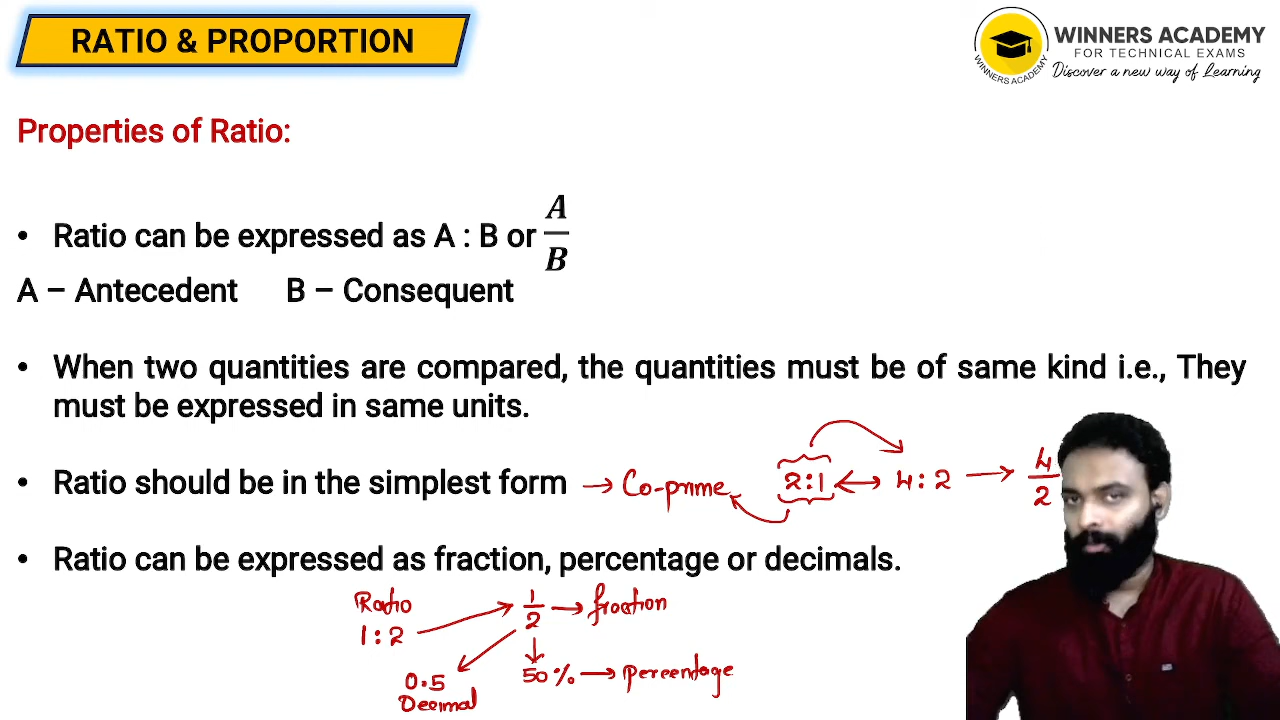 RATIO & PROPORTION
WINNERS ACADEMY
FOR TECHNICAL EXAMS
Discover a new way of Learning
WINNERS ACADEMY
Properties of Ratio:
• Ratio can be expressed as A : B or A/B
A – Antecedent B – Consequent
• When two quantities are compared, the quantities must be of same kind i.e., They
must be expressed in same units.
• Ratio should be in the simplest form → Co-prime 2:1 ↔ 4:2 → 4/2
• Ratio can be expressed as fraction, percentage or decimals.
Ratio
1:2 → 1/2 → fraction
0.5
Decimal
50% → percentage